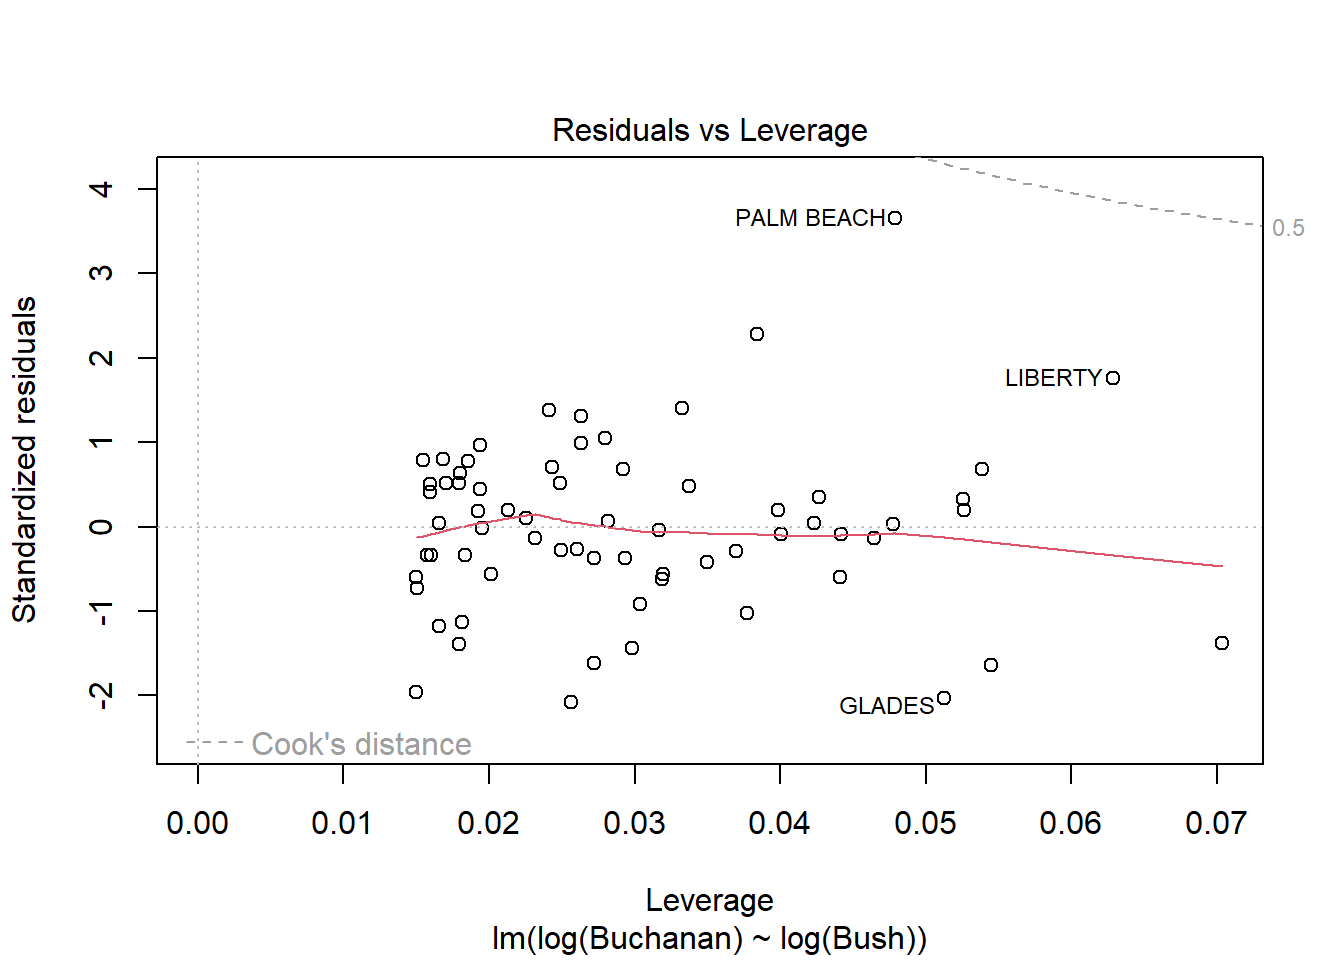 Residuals vs Leverage
Standardized residuals
4
3
2
1
0
-1
-2
PALM BEACH
LIBERTY
GLADES
0.5
Cook's distance
0.00 0.01 0.02 0.03 0.04 0.05 0.06 0.07
Leverage
lm(log(Buchanan) ~ log(Bush))